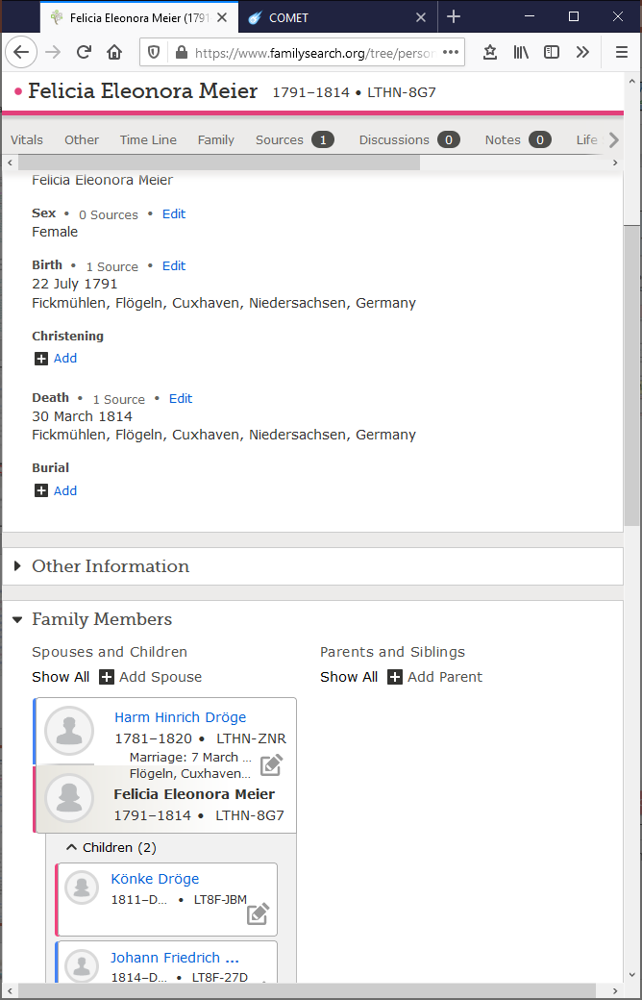 Felicia Eleonora Meier (1791
COMET
https://www.familysearch.org/tree/perso
Felicia Eleonora Meier 1791–1814 • LTHN-8G7
Vitals Other Time Line Family Sources 1 Discussions 0 Notes 0 Life
Felicia Eleonora Meier
Sex • 0 Sources • Edit
Female
Birth • 1 Source • Edit
22 July 1791
Fickmühlen, Flögeln, Cuxhaven, Niedersachsen, Germany
Christening
Add
Death • 1 Source • Edit
30 March 1814
Fickmühlen, Flögeln, Cuxhaven, Niedersachsen, Germany
Burial
Add
Other Information
Family Members
Spouses and Children
Show All Add Spouse
Harm Hinrich Dröge
1781–1820 • LTHN-ZNR
Marriage: 7 March ...
Flögeln, Cuxhaven...
Felicia Eleonora Meier
1791–1814 • LTHN-8G7
Children (2)
Könke Dröge
1811–D... • LT8F-JBM
Johann Friedrich ...
1814–D... • LT8F-27D
Parents and Siblings
Show All Add Parent